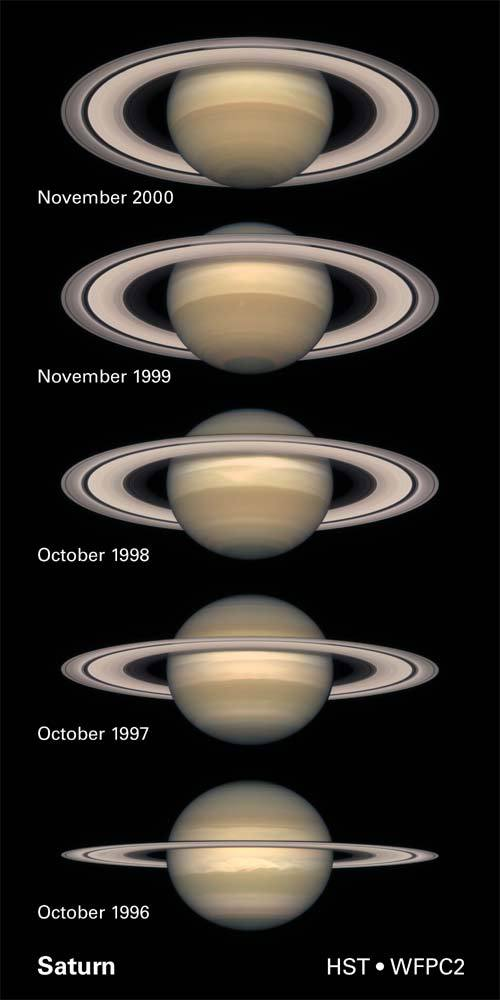 November 2000
November 1999
October 1998
October 1997
October 1996
Saturn
HST • WFPC2